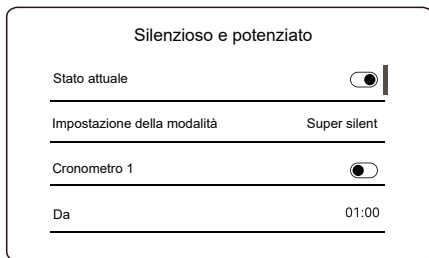 Silenzioso e potenziato
Stato attuale
Impostazione della modalità Super silent
Cronometro 1
Da 01:00